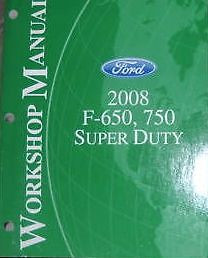 WORKSHOP MANUAL
Ford
2008
F-650, 750
SUPER DUTY